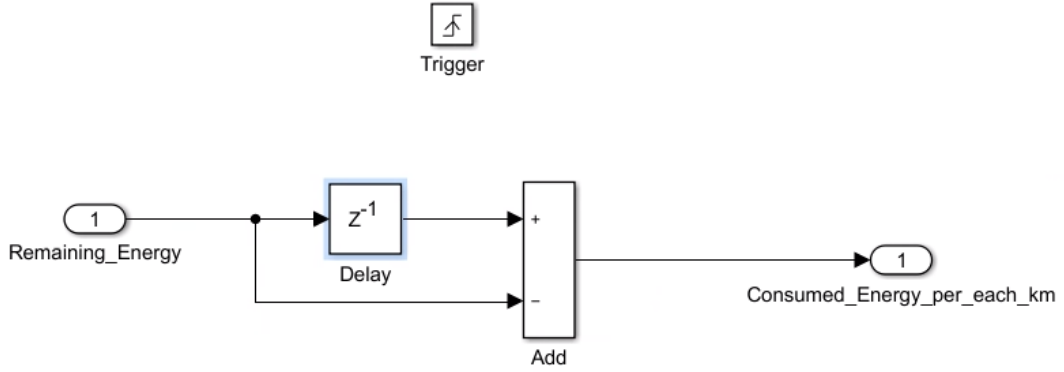 Trigger
1
Remaining_Energy
Z-1
Delay
+
−
Add
1
Consumed_Energy_per_each_km